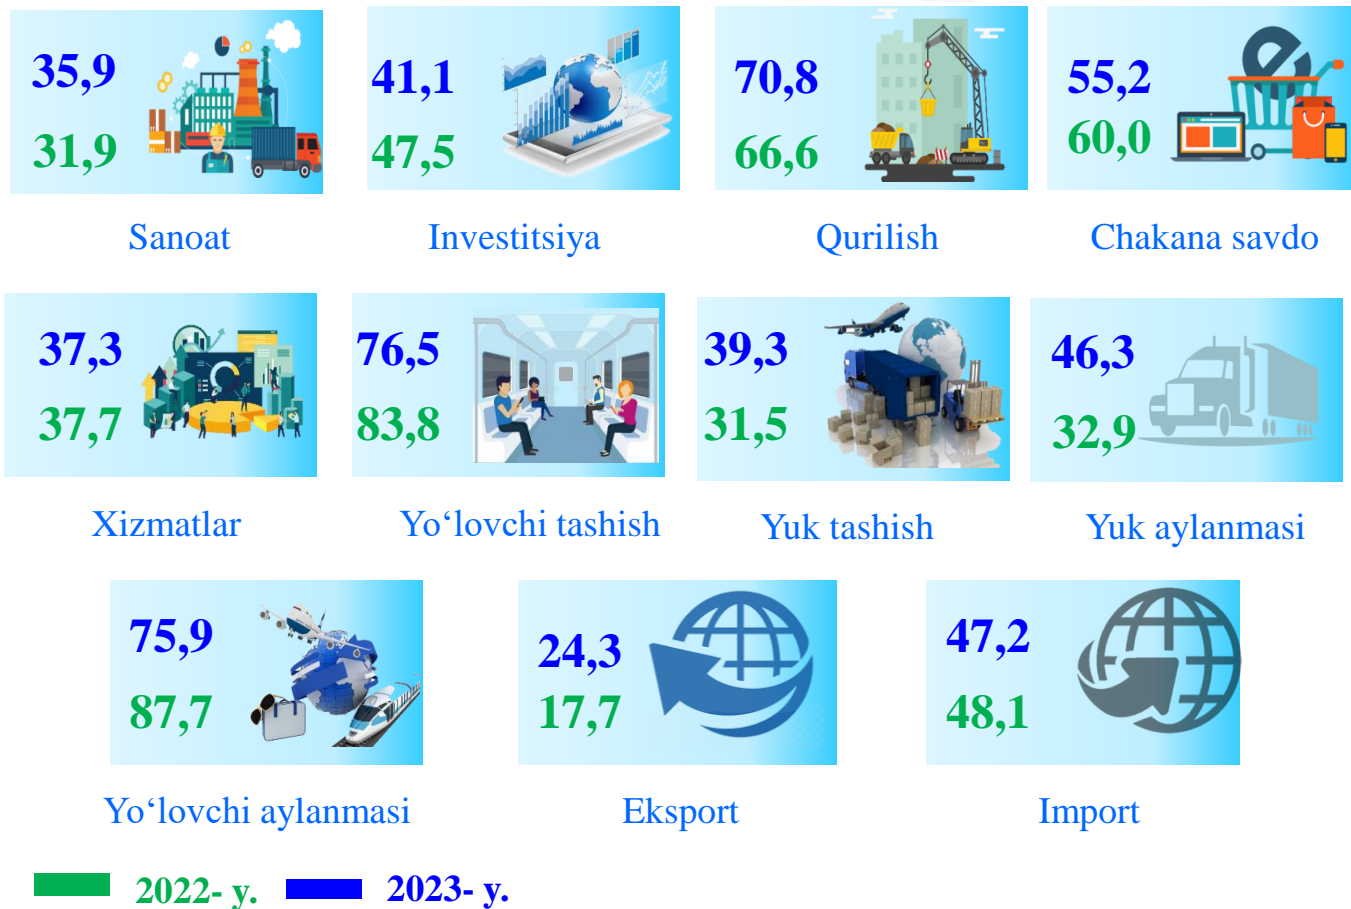 35,9
31,9
Sanoat
41,1
47,5
Investitsiya
70,8
66,6
Qurilish
55,2
60,0
Chakana savdo
37,3
37,7
Xizmatlar
76,5
83,8
Yo‘lovchi tashish
39,3
31,5
Yuk tashish
46,3
32,9
Yuk aylanmasi
75,9
87,7
Yo‘lovchi aylanmasi
24,3
17,7
Eksport
47,2
48,1
Import
2022- y.
2023- y.